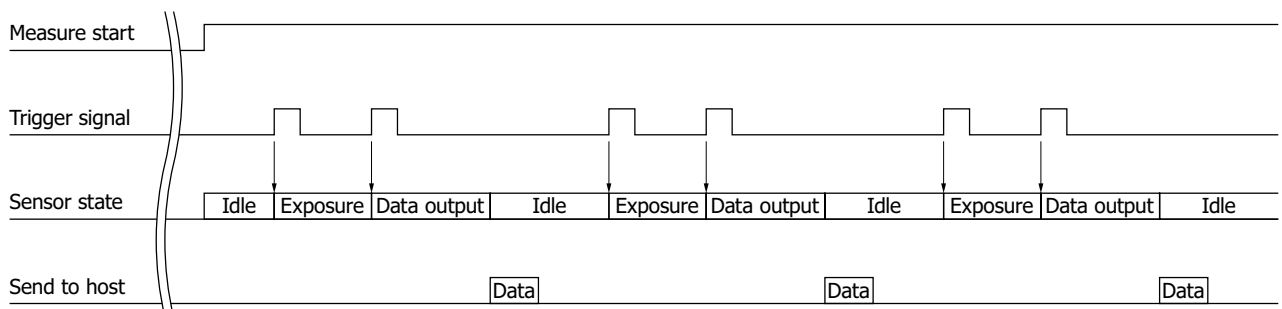 Measure start
Trigger signal
Sensor state
Idle Exposure Data output Idle Exposure Data output Idle Exposure Data output Idle
Send to host
Data Data Data